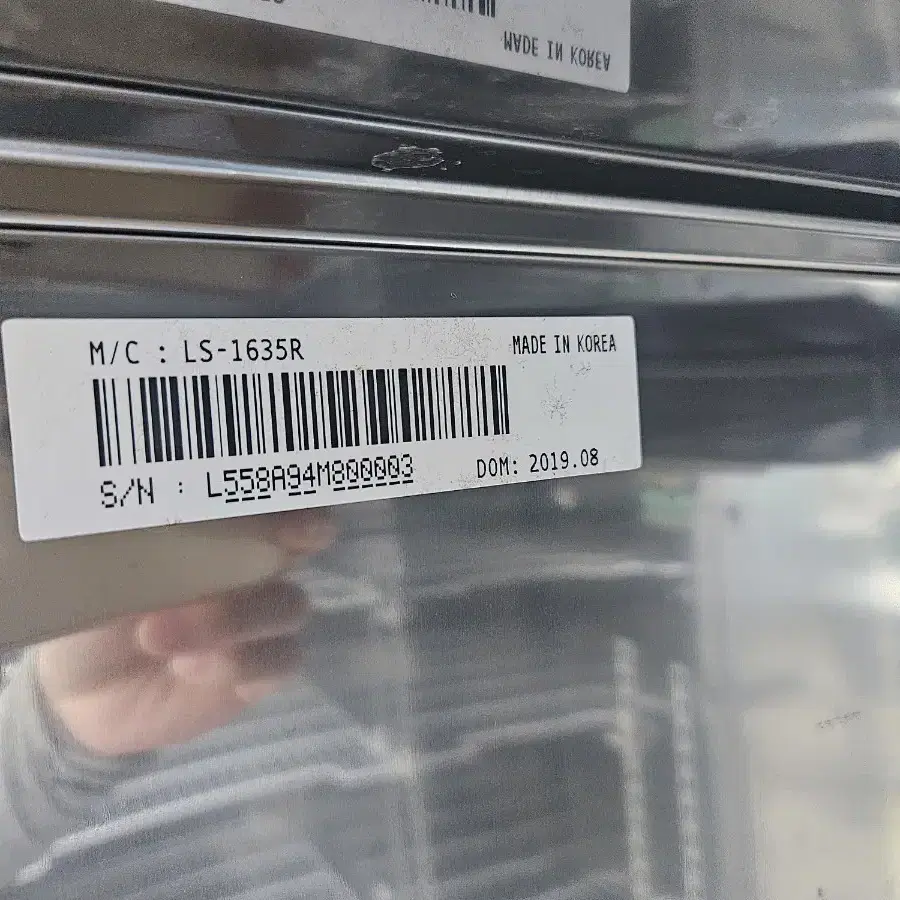 MADE IN KOREA
M/C : LS-1635R
MADE IN KOREA
S/N : L558A94M800003
DOM: 2019.08